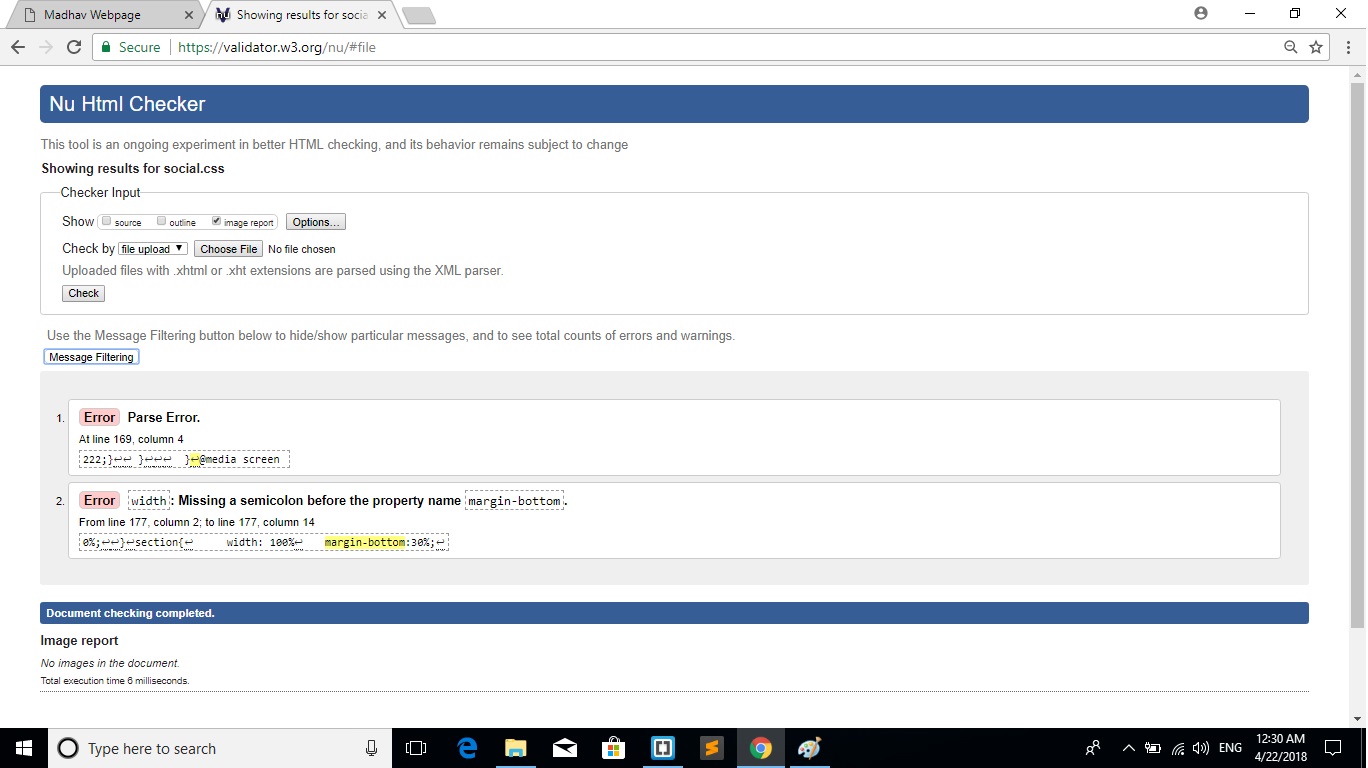 Madhav Webpage
Showing results for socia
Secure https://validator.w3.org/nu/#file
Nu Html Checker
This tool is an ongoing experiment in better HTML checking, and its behavior remains subject to change
Showing results for social.css
Checker Input
Show source outline image report Options...
Check by file upload Choose File No file chosen
Uploaded files with .xhtml or .xht extensions are parsed using the XML parser.
Check
Use the Message Filtering button below to hide/show particular messages, and to see total counts of errors and warnings.
Message Filtering
1. Error Parse Error.
At line 169, column 4
222;}↩↩ }↩↩↩ }↩@media screen
2. Error width: Missing a semicolon before the property name margin-bottom.
From line 177, column 2; to line 177, column 14
0%;↩↩}↩section{↩ width: 100%↩ margin-bottom:30%;↩
Document checking completed.
Image report
No images in the document.
Total execution time 6 milliseconds.
Type here to search
ENG
12:30 AM
4/22/2018